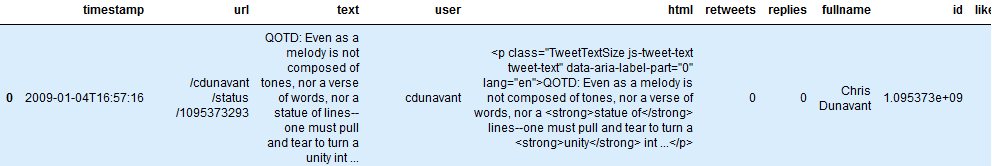 timestamp url text user html retweets replies fullname id like
0 2009-01-04T16:57:16
/cdunavant
/status
/1095373293
QOTD: Even as a
melody is not
composed of
tones, nor a verse
of words, nor a
statue of lines--
one must pull
and tear to turn a
unity int ...
cdunavant
<p class="TweetTextSize js-tweet-text
tweet-text" data-aria-label-part="0"
lang="en">QOTD: Even as a melody is
not composed of tones, nor a verse of
words, nor a <strong>statue of</strong>
lines--one must pull and tear to turn a
<strong>unity</strong> int ...</p>
0
0
Chris
Dunavant
1.095373e+09